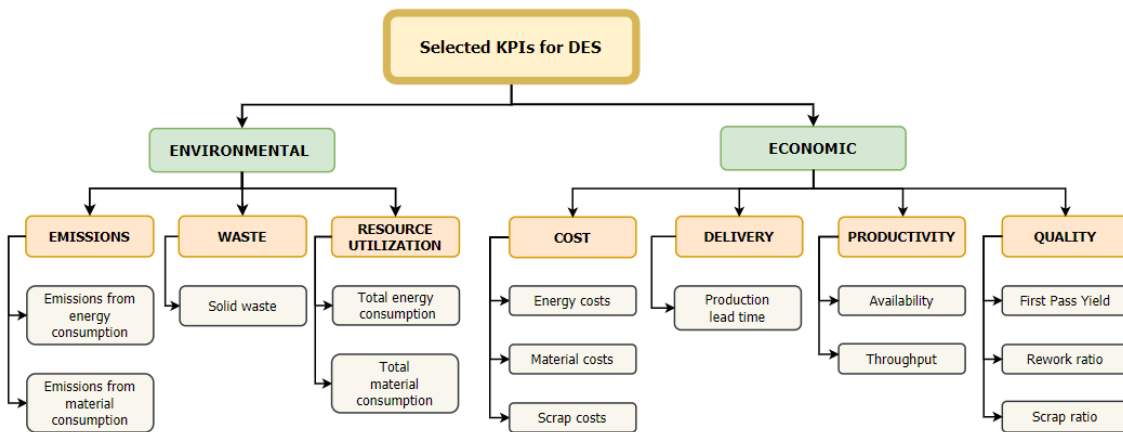 Selected KPIs for DES
ENVIRONMENTAL
ECONOMIC
EMISSIONS
WASTE
RESOURCE
UTILIZATION
COST
DELIVERY
PRODUCTIVITY
QUALITY
Emissions from
energy
consumption
Solid waste
Total energy
consumption
Energy costs
Production
lead time
Availability
First Pass Yield
Emissions from
material
consumption
Total
material
consumption
Material costs
Throughput
Rework ratio
Scrap costs
Scrap ratio